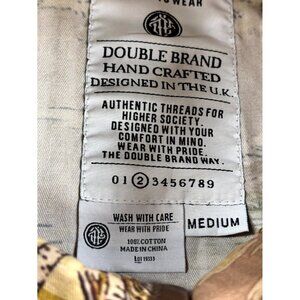 WEAR
DOUBLE BRAND
HAND CRAFTED
DESIGNED IN THE U.K.
AUTHENTIC THREADS FOR
HIGHER SOCIETY.
DESIGNED WITH YOUR
COMFORT IN MIND.
WEAR WITH PRIDE.
THE DOUBLE BRAND WAY.
0123456789
WASH WITH CARE
WEAR WITH PRIDE
100% COTTON
MADE IN CHINA
MEDIUM